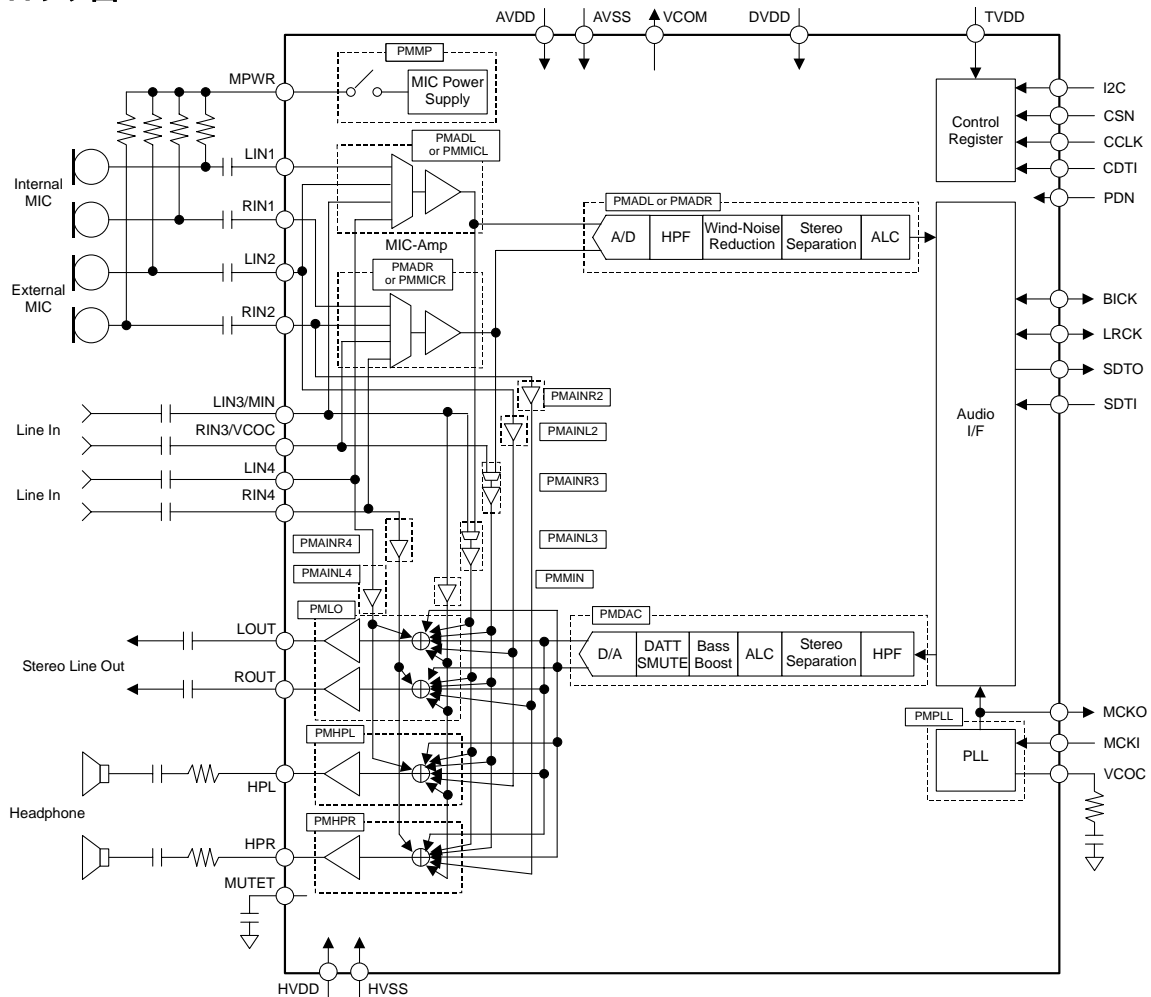 AVDD
AVSS
VCOM
DVDD
TVDD
PMMP
MIC Power
Supply
MPWR
Control
Register
I2C
CSN
CCLK
CDTI
PDN
PMADL
or PMMICL
LIN1
Internal
MIC
RIN1
MIC-Amp
PMADL or PMADR
A/D
HPF
Wind-Noise
Reduction
Stereo
Separation
ALC
LIN2
External
MIC
RIN2
PMADR
or PMMICR
BICK
LRCK
SDTO
SDTI
Audio
I/F
LIN3/MIN
Line In
RIN3/VCOC
LIN4
Line In
RIN4
PMAINR2
PMAINL2
PMAINR3
PMAINL3
PMMIN
PMAINR4
PMAINL4
PMLO
LOUT
Stereo Line Out
ROUT
PMDAC
D/A
DATT
SMUTE
Bass
Boost
ALC
Stereo
Separation
HPF
PMPLL
PLL
MCKO
MCKI
VCOC
PMHPL
HPL
Headphone
PMHPR
HPR
MUTET
HVDD
HVSS